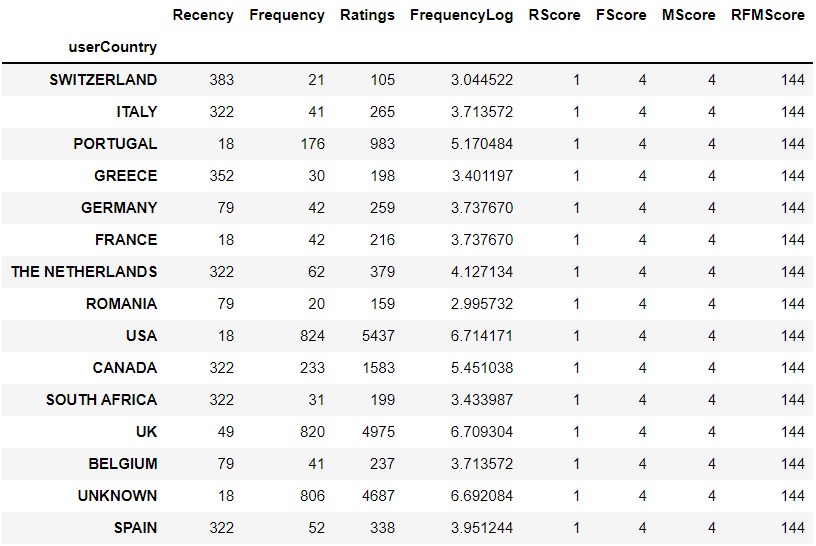 Recency Frequency Ratings FrequencyLog RScore FScore MScore RFMScore
userCountry
SWITZERLAND 383 21 105 3.044522 1 4 4 144
ITALY 322 41 265 3.713572 1 4 4 144
PORTUGAL 18 176 983 5.170484 1 4 4 144
GREECE 352 30 198 3.401197 1 4 4 144
GERMANY 79 42 259 3.737670 1 4 4 144
FRANCE 18 42 216 3.737670 1 4 4 144
THE NETHERLANDS 322 62 379 4.127134 1 4 4 144
ROMANIA 79 20 159 2.995732 1 4 4 144
USA 18 824 5437 6.714171 1 4 4 144
CANADA 322 233 1583 5.451038 1 4 4 144
SOUTH AFRICA 322 31 199 3.433987 1 4 4 144
UK 49 820 4975 6.709304 1 4 4 144
BELGIUM 79 41 237 3.713572 1 4 4 144
UNKNOWN 18 806 4687 6.692084 1 4 4 144
SPAIN 322 52 338 3.951244 1 4 4 144